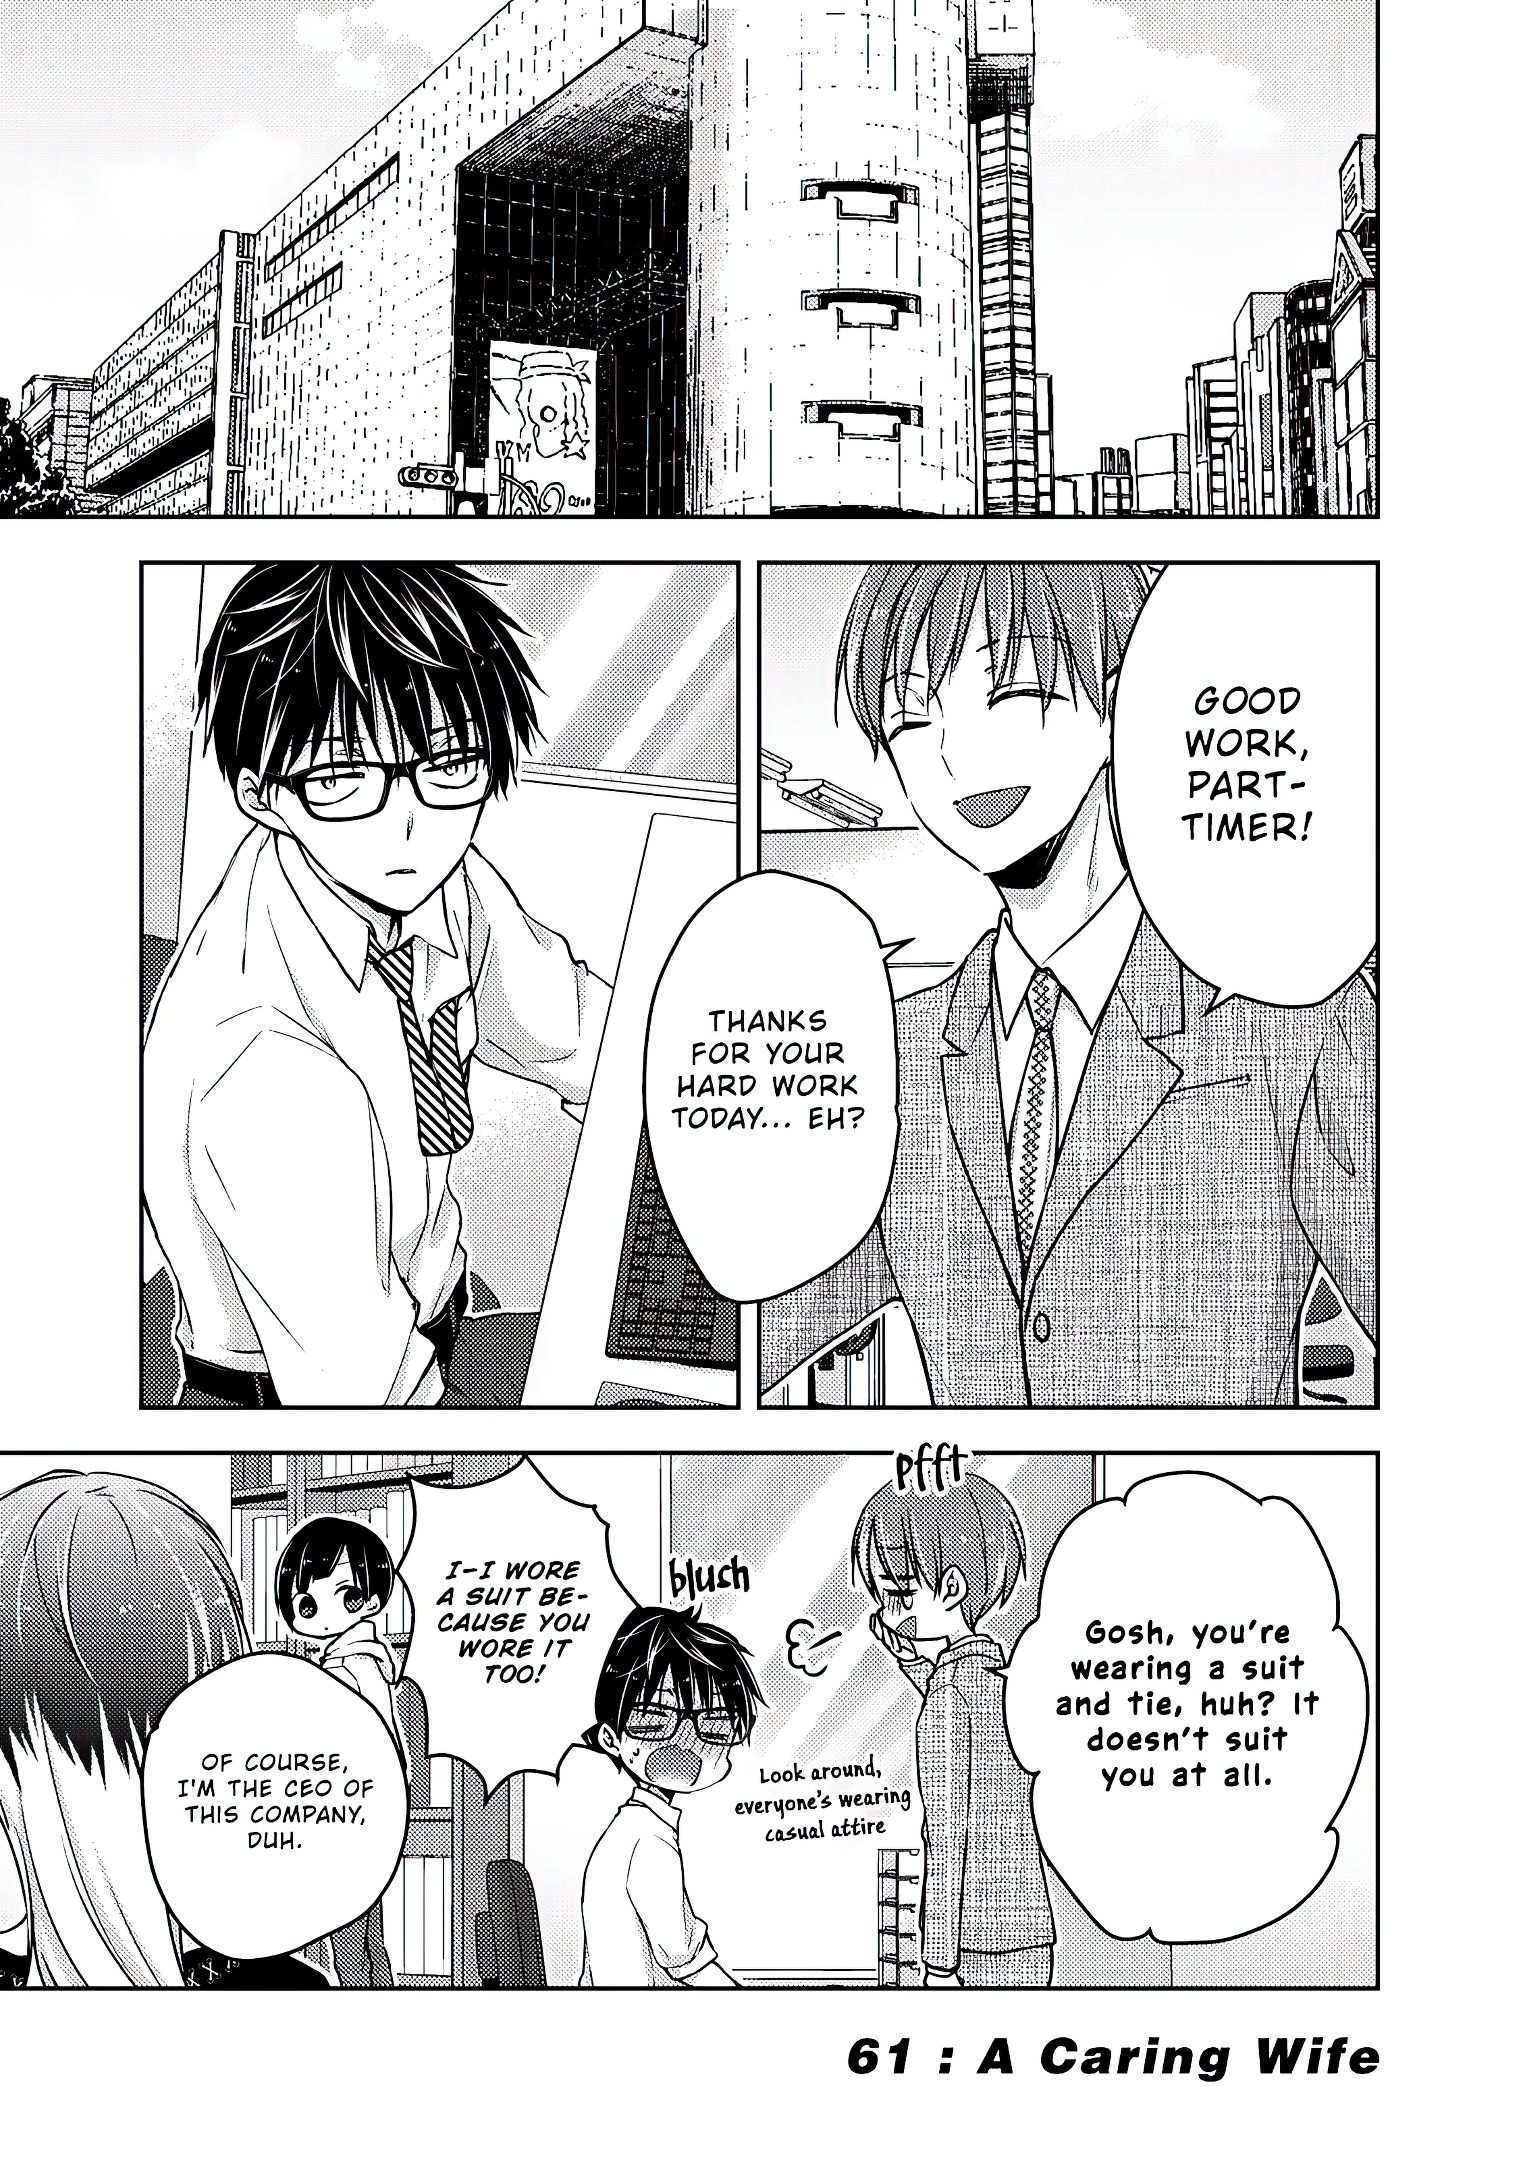 GOOD
WORK,
PART-
TIMER!
THANKS
FOR YOUR
HARD WORK
TODAY... EH?
pfft
Gosh, you're
wearing a suit
and tie, huh? It
doesn't suit
you at all.
Look around,
everyone's wearing
casual attire
blush
I-I WORE
A SUIT BE-
CAUSE YOU
WORE IT
TOO!
OF COURSE,
I'M THE CEO OF
THIS COMPANY,
DUH.
61 : A Caring Wife